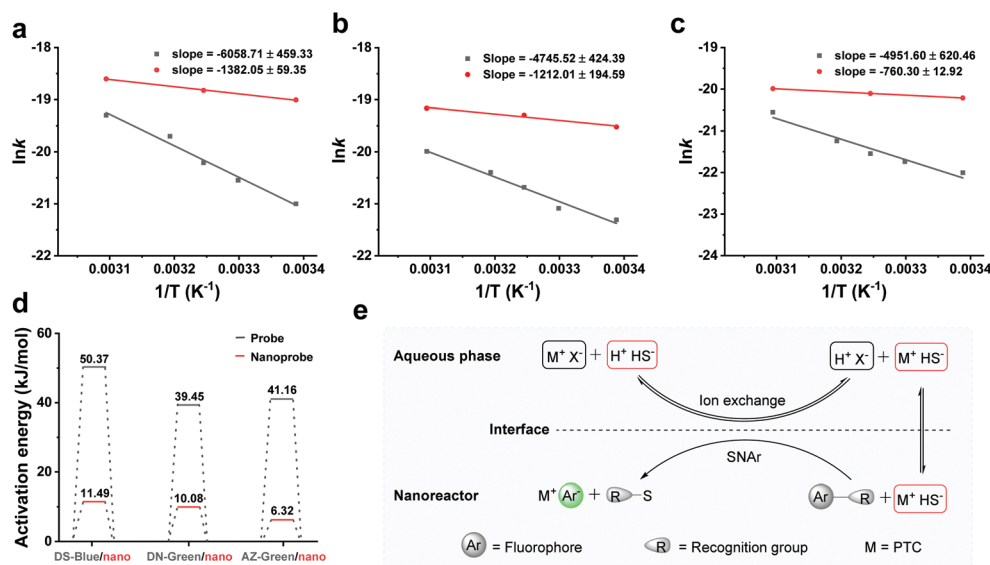 a
slope = -6058.71 ± 459.33
slope = -1382.05 ± 59.35
-18
-19
-20
-21
-22
lnk
0.0031 0.0032 0.0033 0.0034
1/T (K⁻¹)
b
Slope = -4745.52 ± 424.39
Slope = -1212.01 ± 194.59
-18
-19
-20
-21
-22
lnk
0.0031 0.0032 0.0033 0.0034
1/T (K⁻¹)
c
slope = -4951.60 ± 620.46
slope = -760.30 ± 12.92
-19
-20
-21
-22
-23
-24
lnk
0.0031 0.0032 0.0033 0.0034
1/T (K⁻¹)
d
Activation energy (kJ/mol)
60
40
20
0
Probe
Nanoprobe
50.37
39.45
41.16
11.49
10.08
6.32
DS-Blue/nano DN-Green/nano AZ-Green/nano
e
Aqueous phase
M⁺ X⁻ + H⁺ HS⁻
H⁺ X⁻ + M⁺ HS⁻
Ion exchange
Interface
SNAr
Nanoreactor
M⁺ Ar⁻ + R S
Ar R + M⁺ HS⁻
Ar = Fluorophore R = Recognition group M = PTC